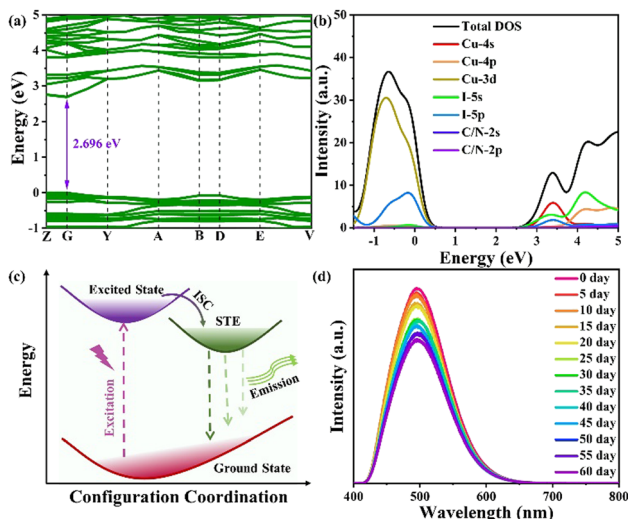 (a)
Energy (eV)
5
4
3
2
1
0
-1
2.696 eV
Z G Y A B D E V
(b)
Intensity (a.u.)
50
40
30
20
10
0
Total DOS
Cu-4s
Cu-4p
Cu-3d
I-5s
I-5p
C/N-2s
C/N-2p
-1 0 1 2 3 4 5
Energy (eV)
(c)
Energy
Excited State
ISC
STE
Excitation
Emission
Ground State
Configuration Coordination
(d)
Intensity (a.u.)
0 day
5 day
10 day
15 day
20 day
25 day
30 day
35 day
40 day
45 day
50 day
55 day
60 day
400 500 600 700 800
Wavelength (nm)